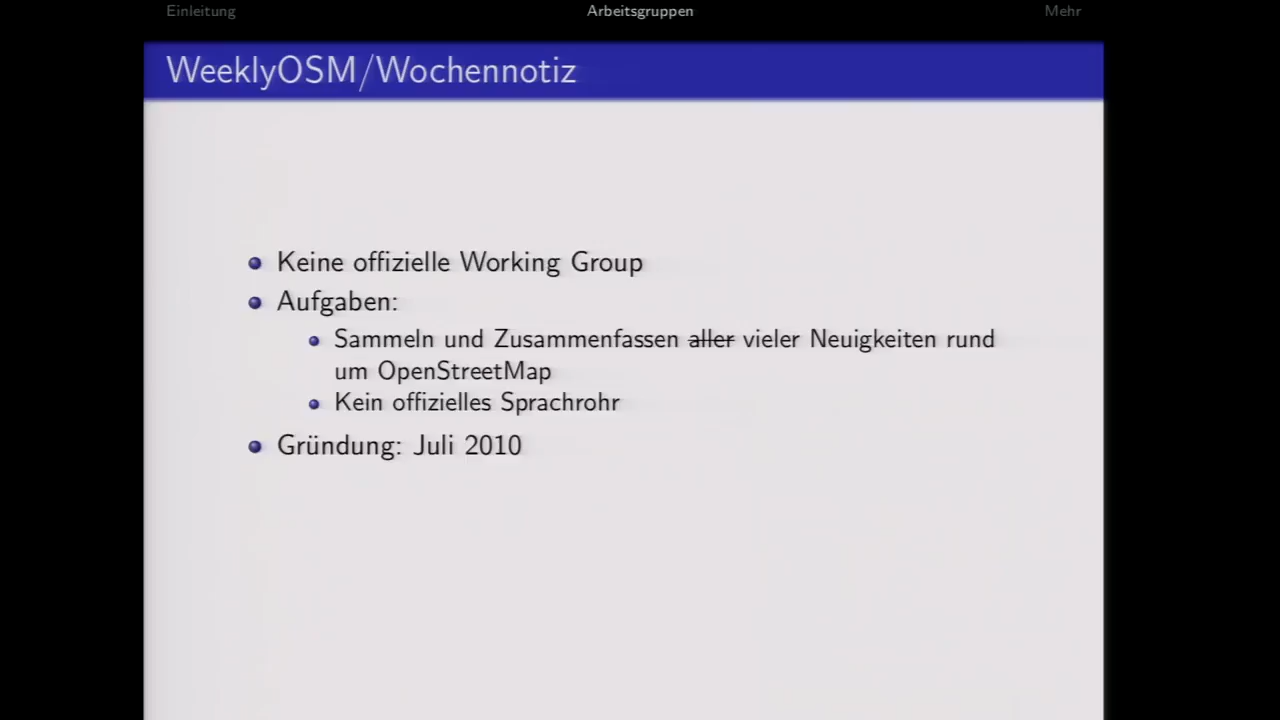 Einleitung Arbeitsgruppen Mehr
WeeklyOSM/Wochennotiz
Keine offizielle Working Group
Aufgaben:
Sammeln und Zusammenfassen aller vieler Neuigkeiten rund
um OpenStreetMap
Kein offizielles Sprachrohr
Gründung: Juli 2010